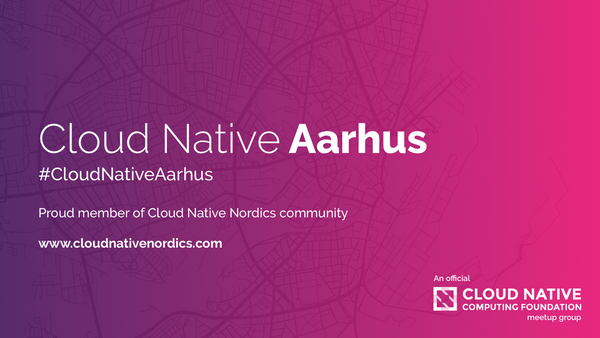 Cloud Native Aarhus
#CloudNativeAarhus
Proud member of Cloud Native Nordics community
www.cloudnativenordics.com
An official
CLOUD NATIVE
COMPUTING FOUNDATION
meetup group